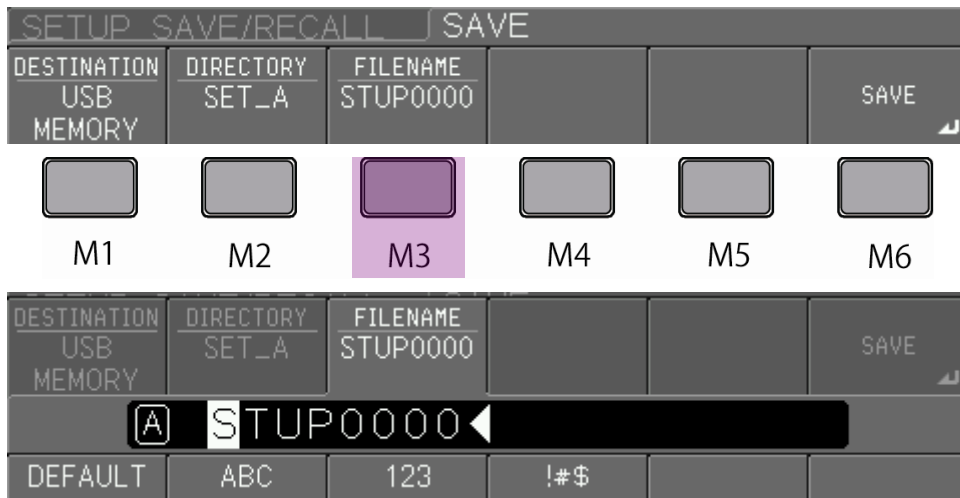 SETUP SAVE/RECALL SAVE
DESTINATION DIRECTORY FILENAME
USB SET_A STUP0000 SAVE
MEMORY
M1 M2 M3 M4 M5 M6
DESTINATION DIRECTORY FILENAME
USB SET_A STUP0000 SAVE
MEMORY
A STUP0000
DEFAULT ABC 123 !#$